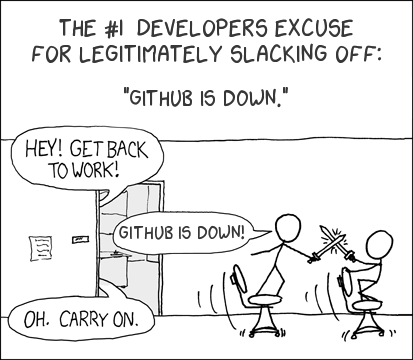 THE #1 DEVELOPERS EXCUSE
FOR LEGITIMATELY SLACKING OFF:
"GITHUB IS DOWN."
HEY! GET BACK
TO WORK!
GITHUB IS DOWN!
OH. CARRY ON.